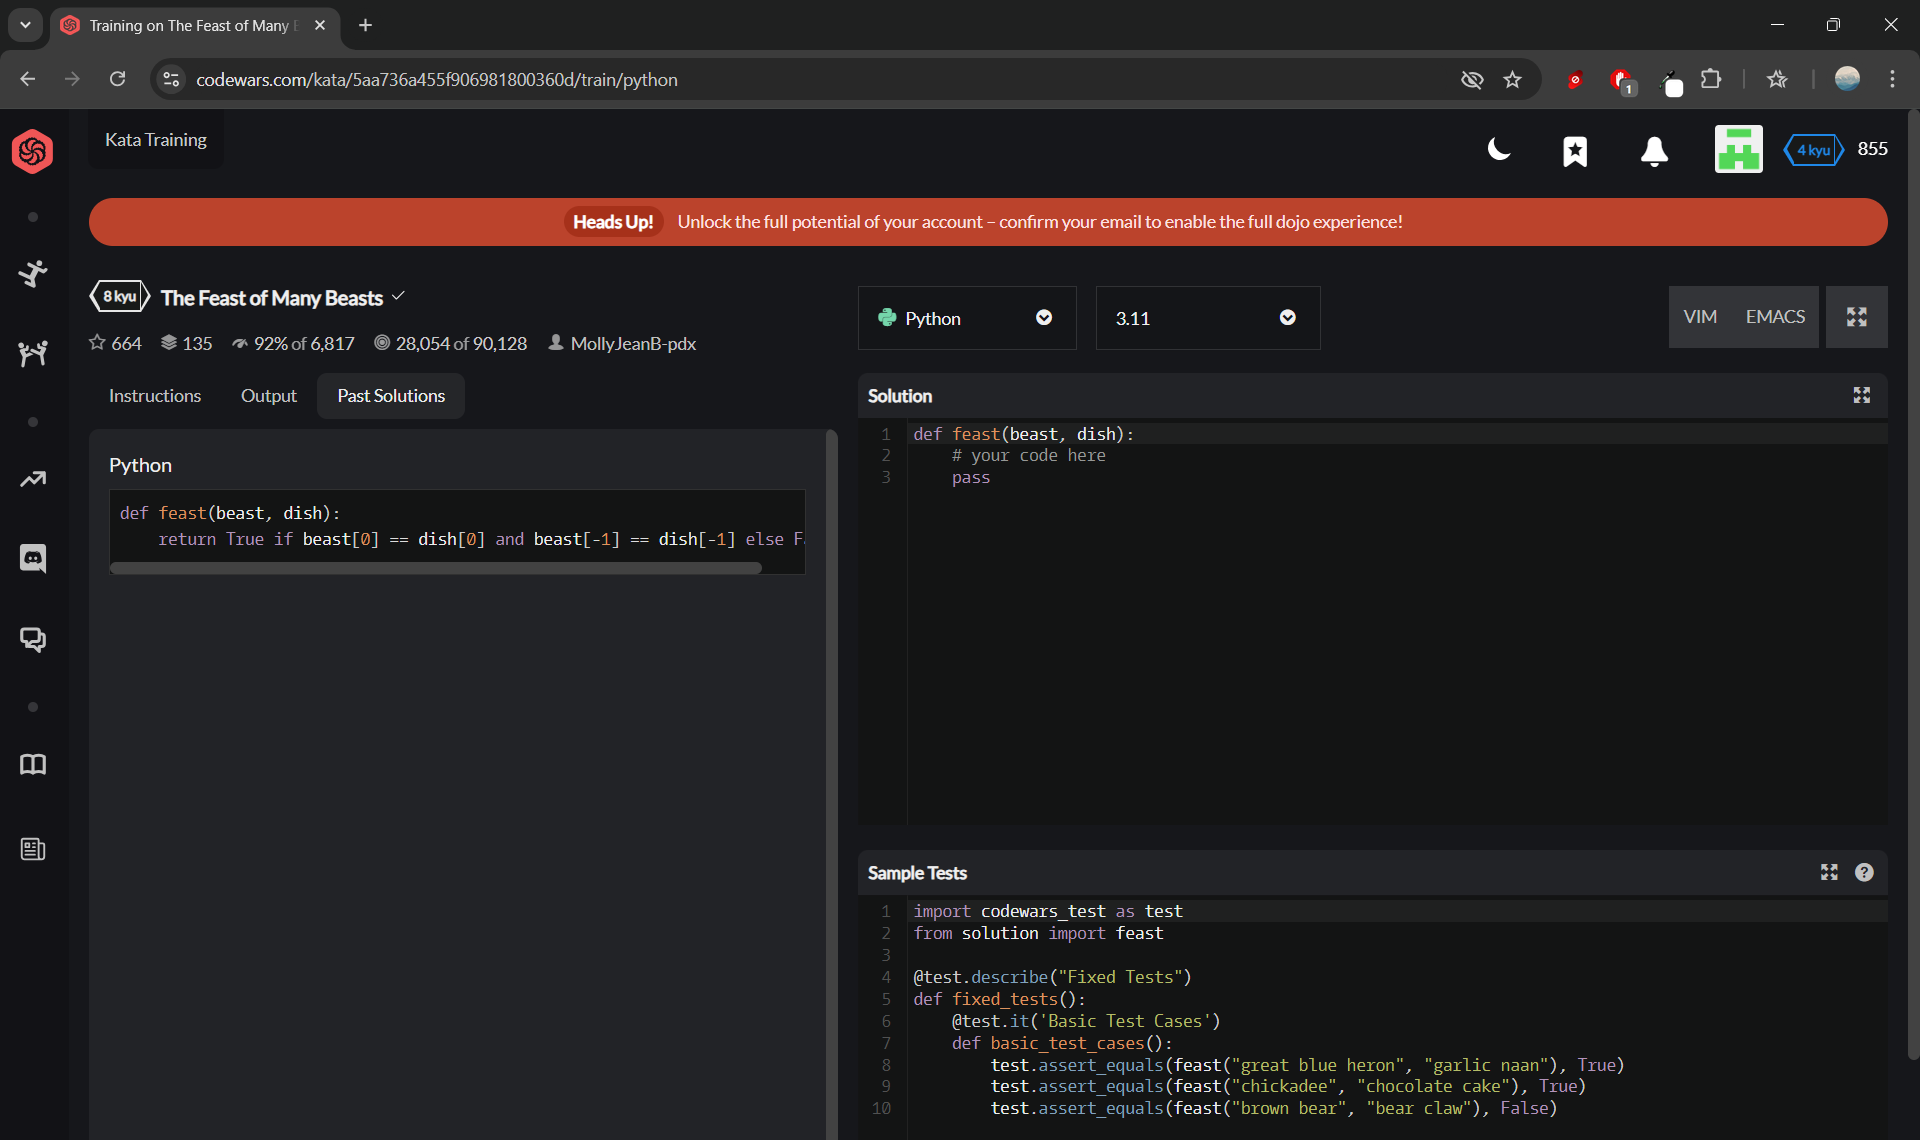 Training on The Feast of Many
codewars.com/kata/5aa736a455f906981800360d/train/python
1
Kata Training
4 kyu 855
Heads Up! Unlock the full potential of your account – confirm your email to enable the full dojo experience!
8 kyu The Feast of Many Beasts
664 135 92% of 6,817 28,054 of 90,128 MollyJeanB-pdx
Python 3.11 VIM EMACS
Instructions Output Past Solutions
Python
def feast(beast, dish):
return True if beast[0] == dish[0] and beast[-1] == dish[-1] else F
Solution
1 def feast(beast, dish):
2 # your code here
3 pass
Sample Tests ?
1 import codewars_test as test
2 from solution import feast
3
4 @test.describe("Fixed Tests")
5 def fixed_tests():
6 @test.it('Basic Test Cases')
7 def basic_test_cases():
8 test.assert_equals(feast("great blue heron", "garlic naan"), True)
9 test.assert_equals(feast("chickadee", "chocolate cake"), True)
10 test.assert_equals(feast("brown bear", "bear claw"), False)